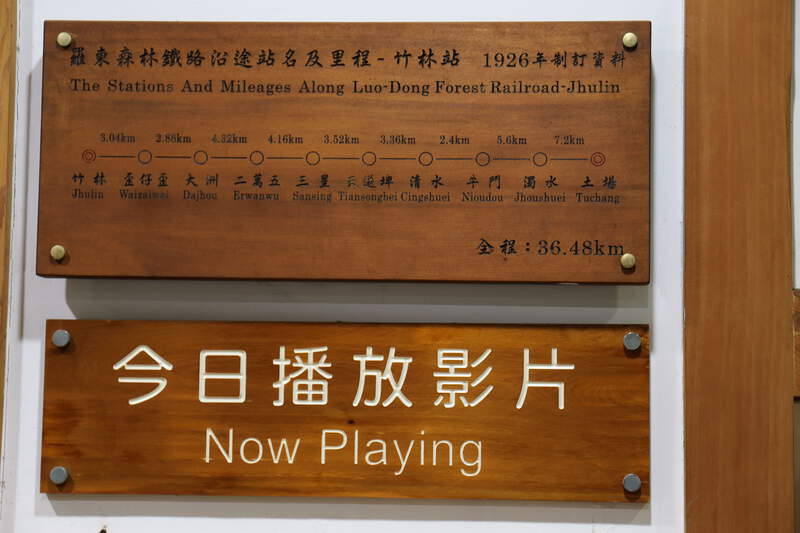 羅東森林鐵路沿途站名及里程-竹林站 1926年制訂資料
The Stations And Mileages Along Luo-Dong Forest Railroad-Jhulin
3.04km 2.88km 4.32km 4.16km 3.52km 3.36km 2.4km 5.6km 7.2km
竹林 歪仔歪 大洲 二萬五 三星 天送埤 清水 牛門 濁水 土場
Jhulin Waizaiwei Dajhou Erwanwu Sansing Tiansongbei Cingshuei Nioudou Jhoushuei Tuchang
全程：36.48km
今日播放影片
Now Playing